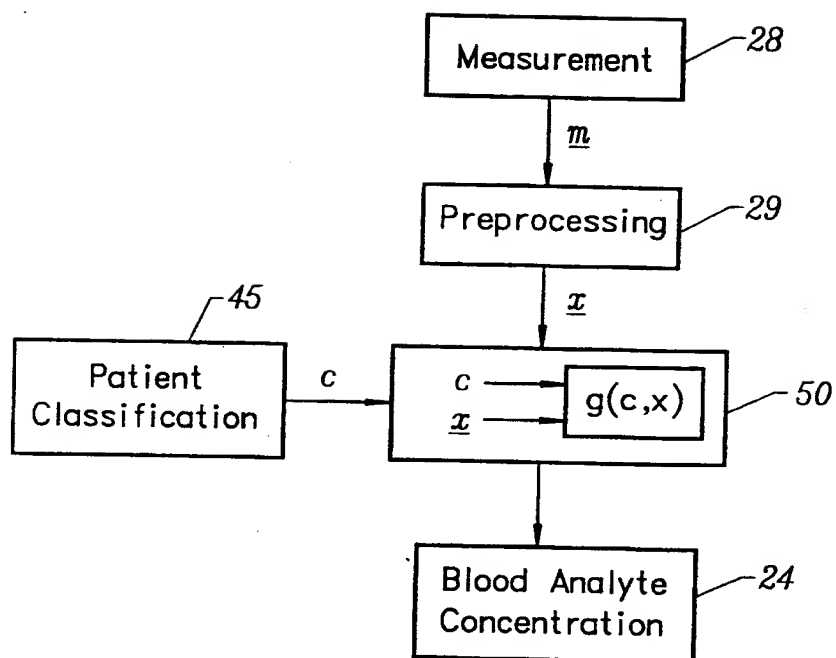 Measurement
28
m
Preprocessing
29
x
45
Patient
Classification
c
c
x
g(c,x)
50
Blood Analyte
Concentration
24